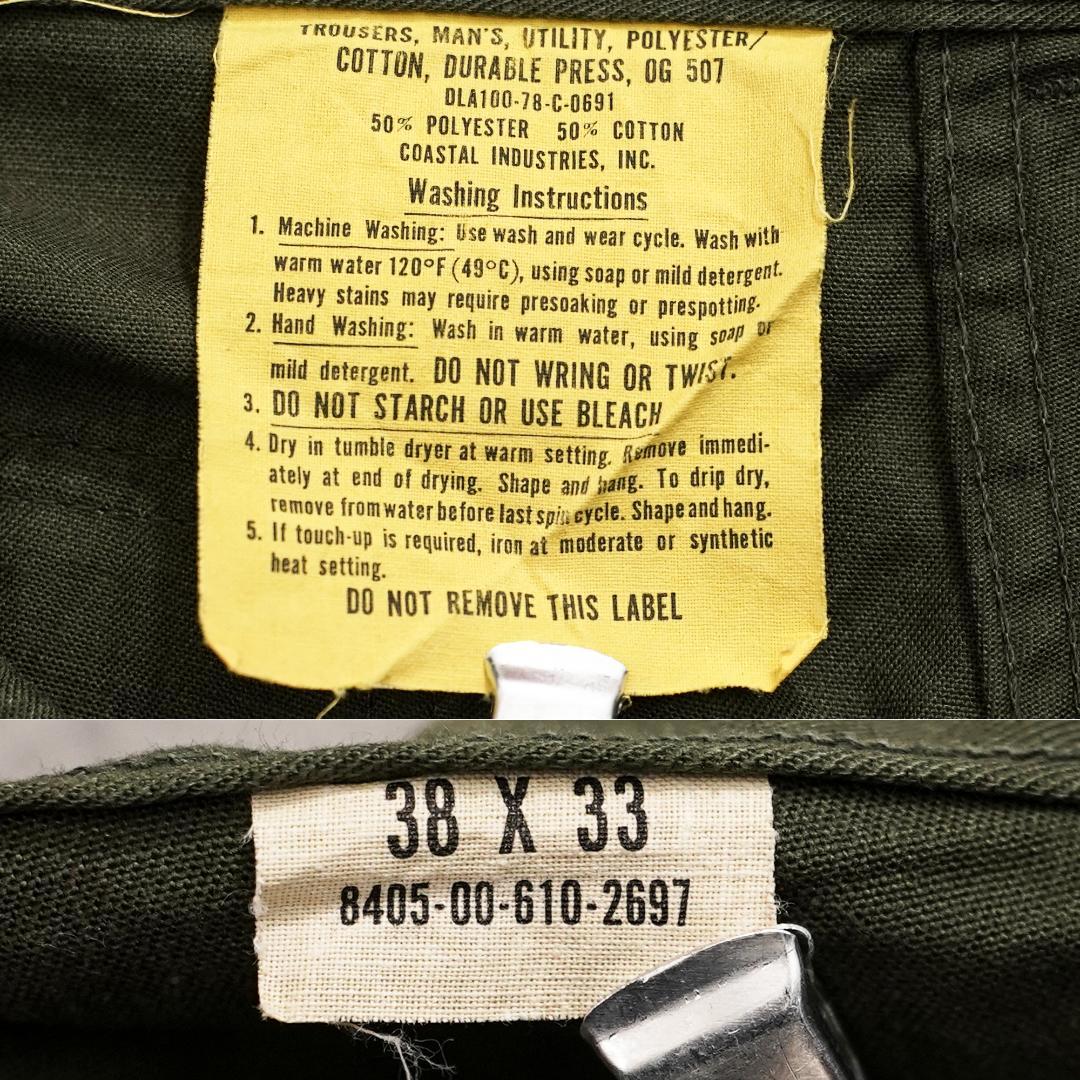 TROUSERS, MAN'S, UTILITY, POLYESTER/
COTTON, DURABLE PRESS, OG 507
DLA100-78-C-0691
50% POLYESTER 50% COTTON
COASTAL INDUSTRIES, INC.
Washing Instructions
1. Machine Washing: Use wash and wear cycle. Wash with
warm water 120°F (49°C), using soap or mild detergent.
Heavy stains may require presoaking or prespotting.
2. Hand Washing: Wash in warm water, using soap or
mild detergent. DO NOT WRING OR TWIST.
3. DO NOT STARCH OR USE BLEACH
4. Dry in tumble dryer at warm setting. Remove immedi-
ately at end of drying. Shape and hang. To drip dry,
remove from water before last spin cycle. Shape and hang.
5. If touch-up is required, iron at moderate or synthetic
heat setting.
DO NOT REMOVE THIS LABEL
38 X 33
8405-00-610-2697